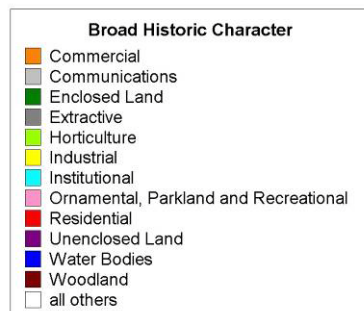 Broad Historic Character
Commercial
Communications
Enclosed Land
Extractive
Horticulture
Industrial
Institutional
Ornamental, Parkland and Recreational
Residential
Unenclosed Land
Water Bodies
Woodland
all others